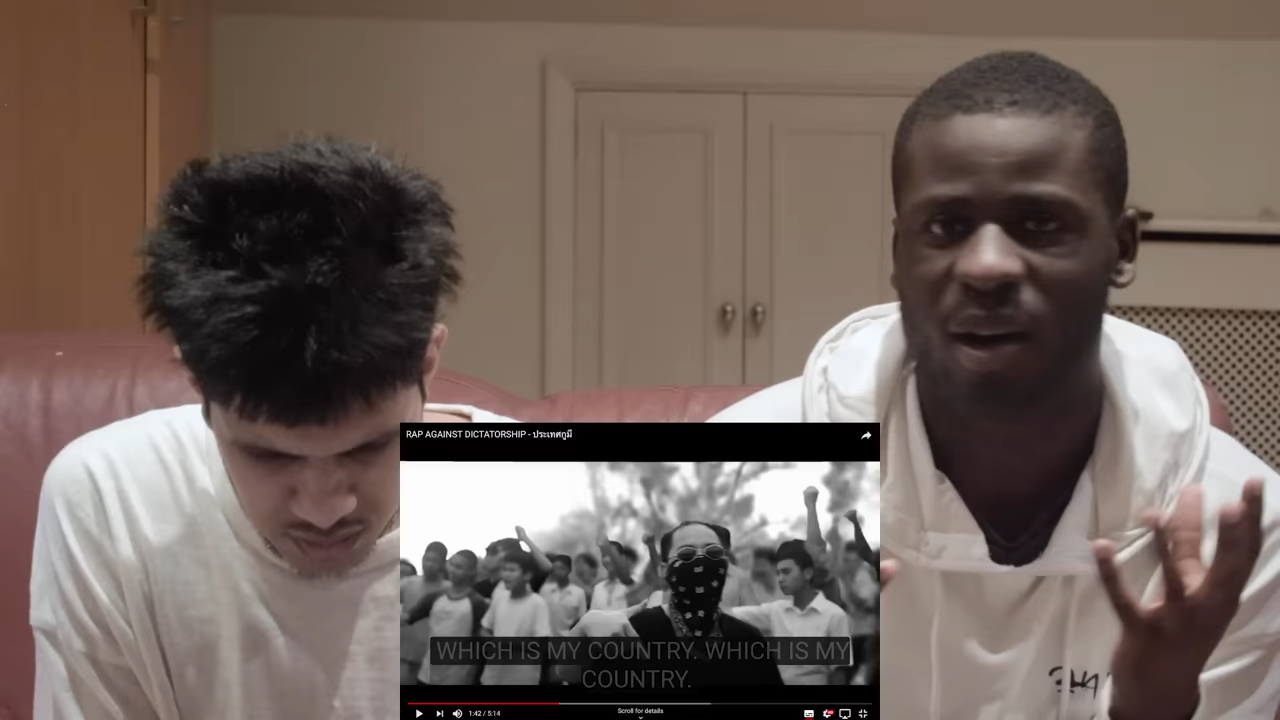 RAP AGAINST DICTATORSHIP - ประเทศกูมี
WHICH IS MY COUNTRY. WHICH IS MY
COUNTRY.
1:42 / 5:14
Scroll for details